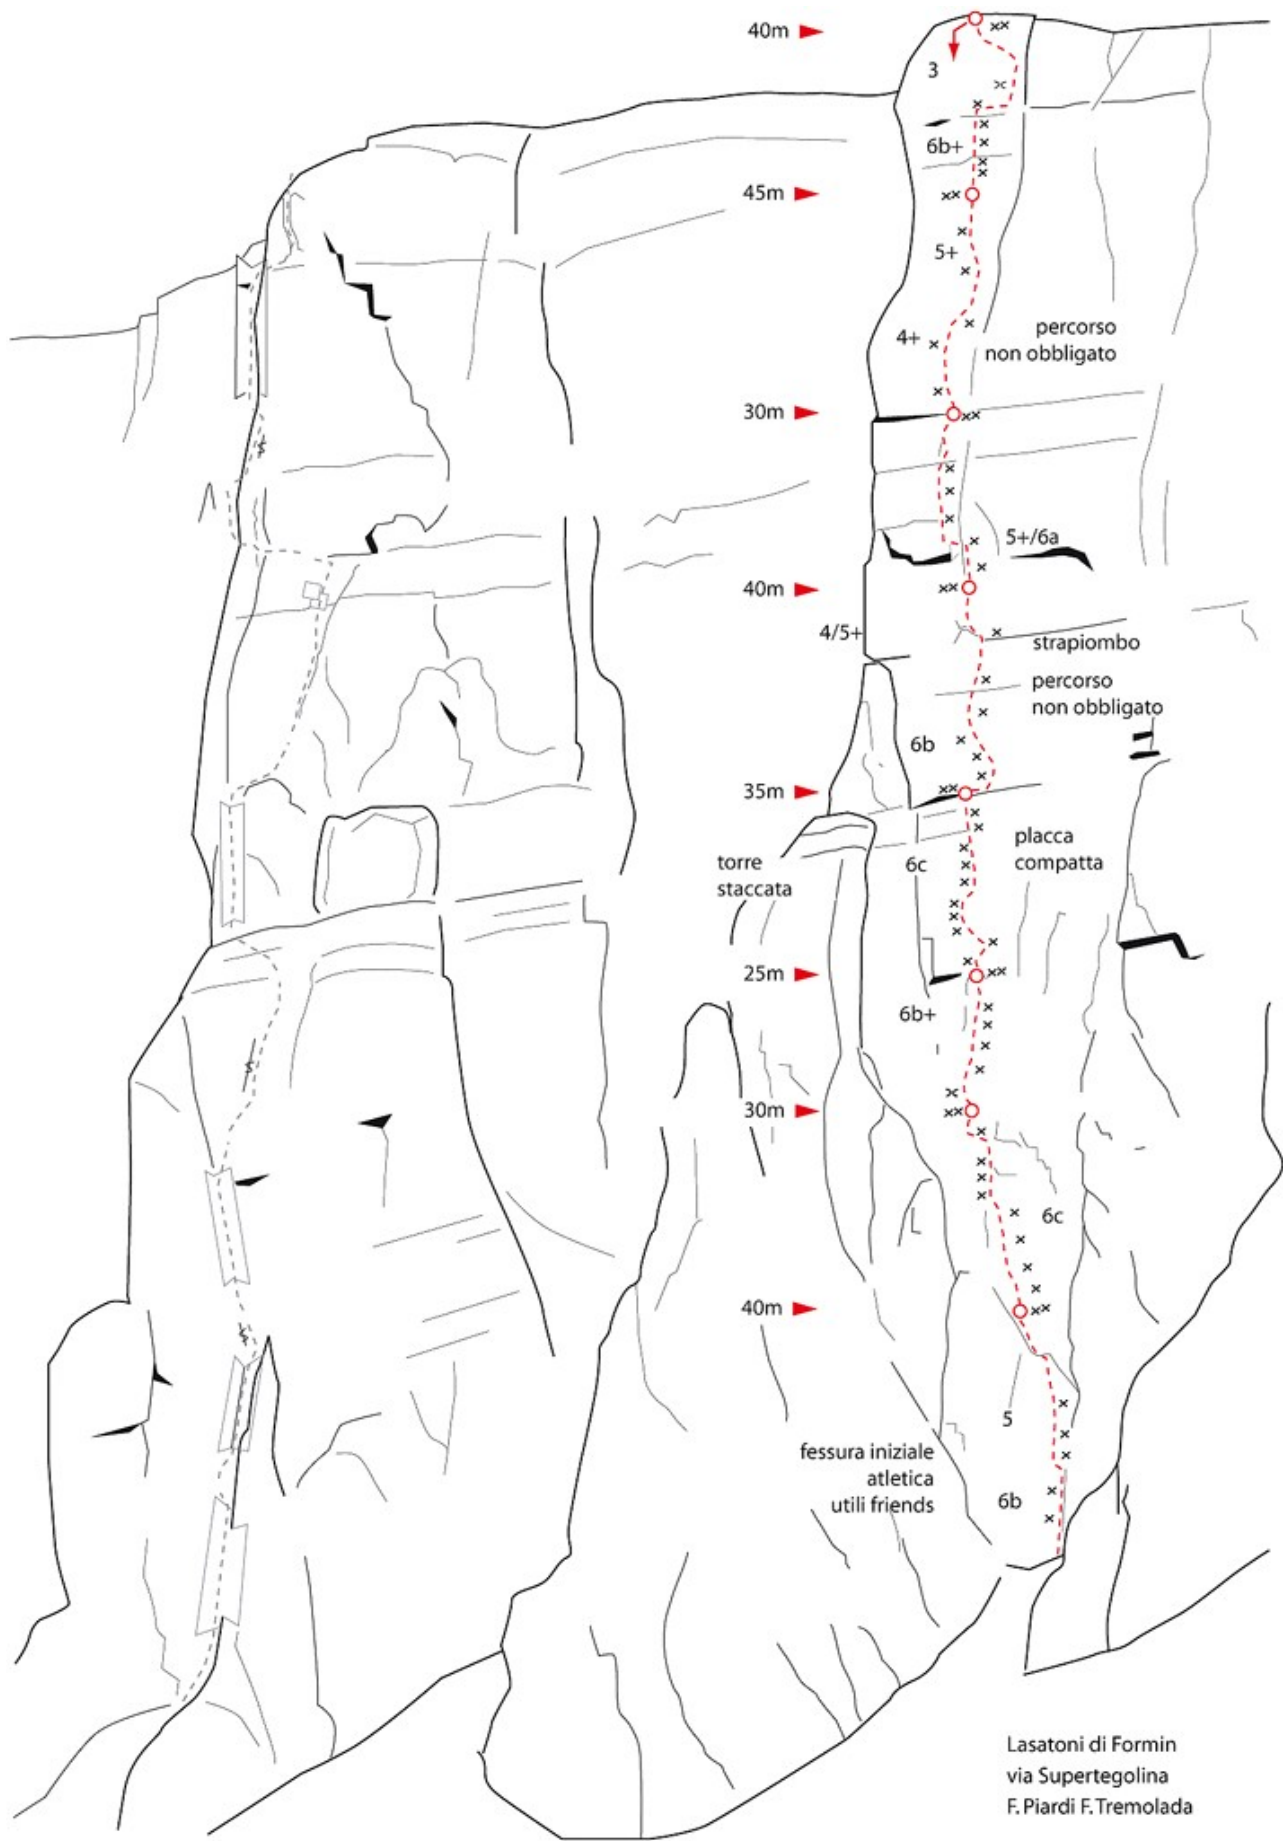 40m
3
6b+
45m
5+
4+
percorso
non obbligato
30m
5+/6a
40m
4/5+
strapiombo
percorso
non obbligato
6b
35m
placca
compatta
torre
staccata
6c
25m
6b+
30m
6c
40m
5
fessura iniziale
atletica
utili friends
6b
Lasatoni di Formin
via Supertegolina
F. Piardi F. Tremolada